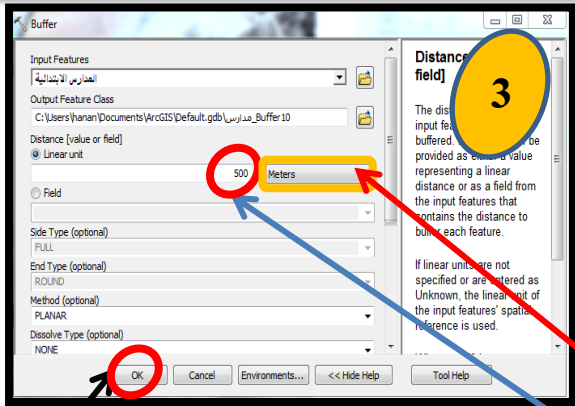 Buffer
Input Features
المدارس الابتدائية
Output Feature Class
C:\Users\hanan\Documents\ArcGIS\Default.gdb\مدارس_Buffer10
Distance [value or field]
Linear unit
500 Meters
Field
Side Type (optional)
FULL
End Type (optional)
ROUND
Method (optional)
PLANAR
Dissolve Type (optional)
NONE
OK Cancel Environments... << Hide Help Tool Help
Distance
field]
3
The
input
buffered.
provided as either a value
representing a linear
distance or as a field from
the input features that
contains the distance to
buffer each feature.
If linear units are not
specified or are entered as
Unknown, the linear unit of
the input features' spatial
reference is used.